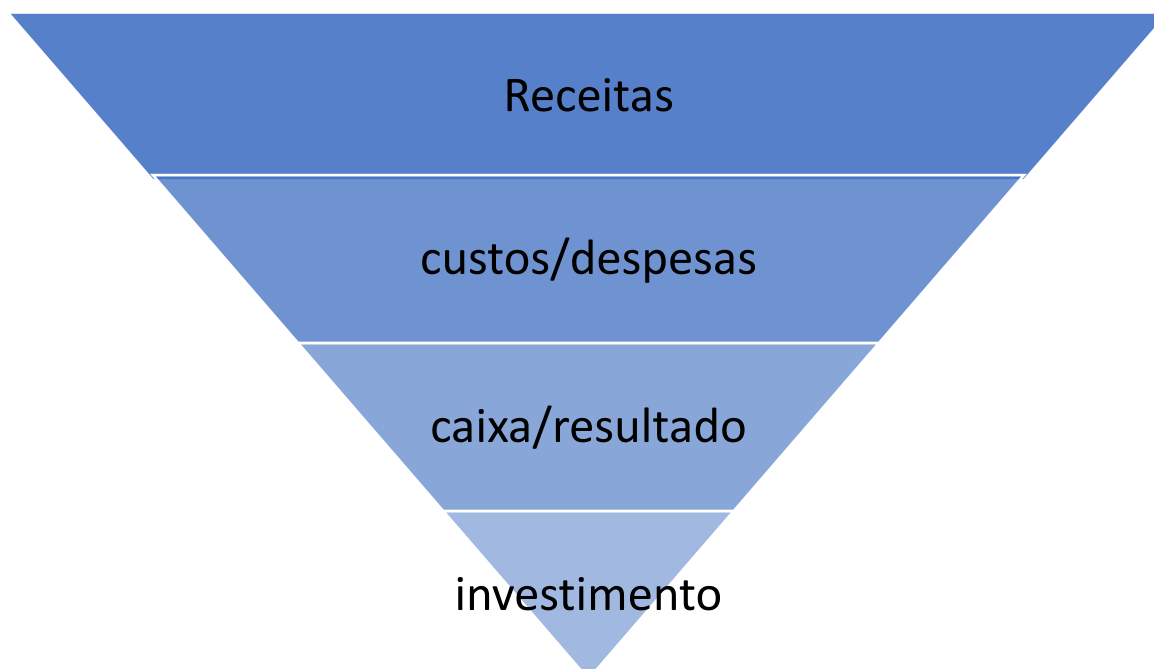 Receitas
custos/despesas
caixa/resultado
investimento